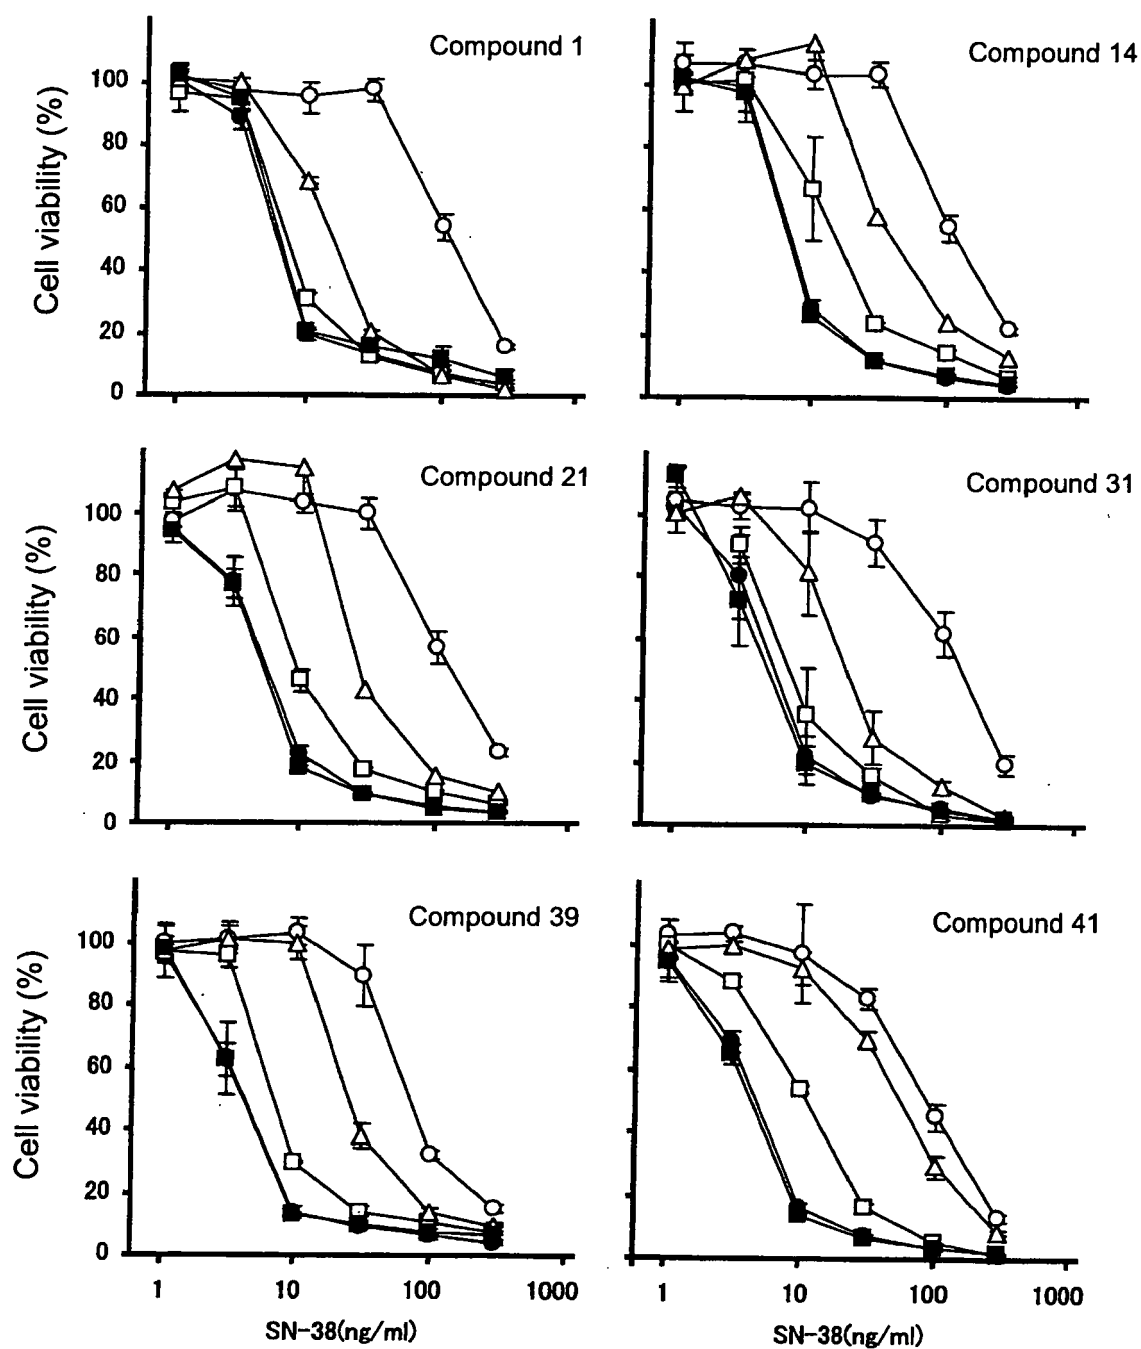 Compound 1
Compound 14
Cell viability (%)
100
80
60
40
20
0
Compound 21
Compound 31
Cell viability (%)
100
80
60
40
20
0
Compound 39
Compound 41
Cell viability (%)
100
80
60
40
20
0
1 10 100 1000
1 10 100 1000
SN-38(ng/ml)
SN-38(ng/ml)